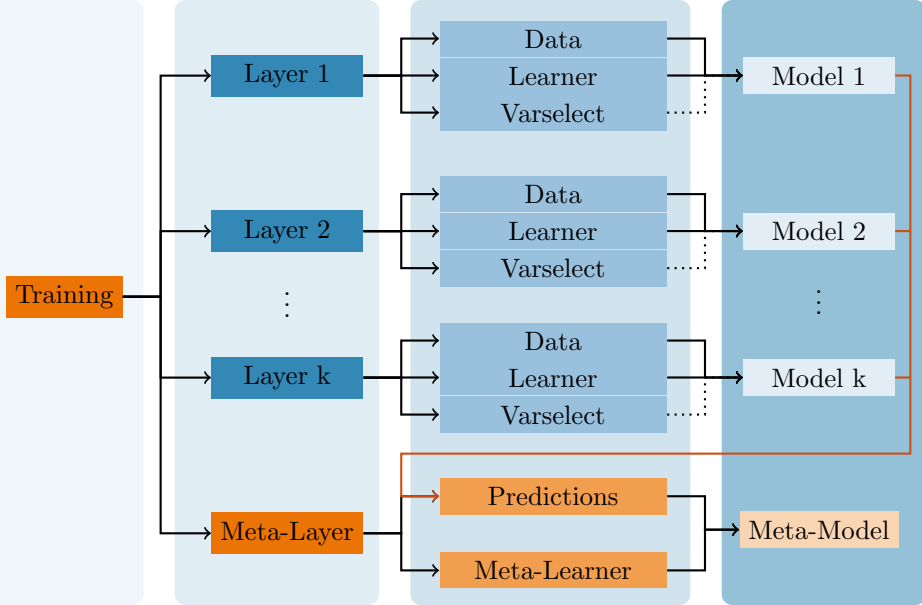 Data
Layer 1
Learner
Model 1
Varselect
Data
Layer 2
Learner
Model 2
Varselect
Training
⋮
⋮
Data
Layer k
Learner
Model k
Varselect
Predictions
Meta-Layer
Meta-Model
Meta-Learner